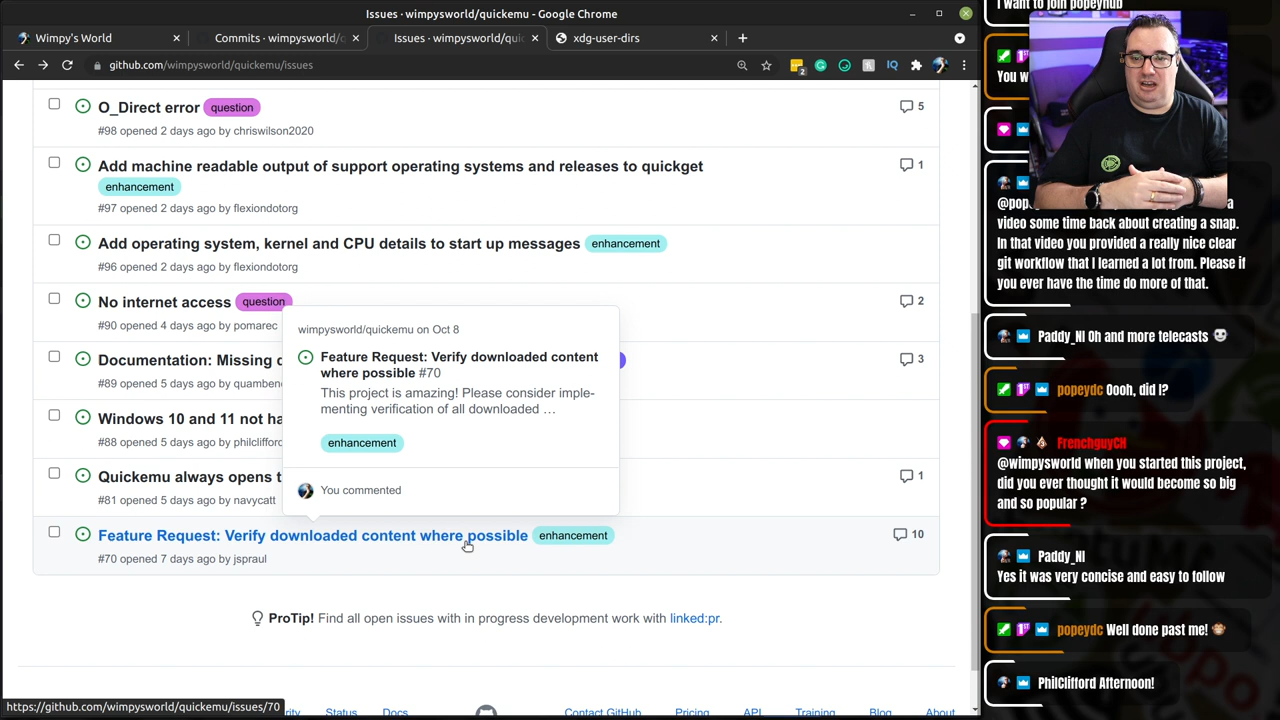 Issues · wimpysworld/quickemu - Google Chrome
Wimpy's World
Commits · wimpysworld/
Issues · wimpysworld/quic
xdg-user-dirs
github.com/wimpysworld/quickemu/issues
O_Direct error question
5
#98 opened 2 days ago by chriswilson2020
Add machine readable output of support operating systems and releases to quickget
1
enhancement
#97 opened 2 days ago by flexiondotorg
Add operating system, kernel and CPU details to start up messages enhancement
#96 opened 2 days ago by flexiondotorg
No internet access question
2
#90 opened 4 days ago by pomarec
wimpysworld/quickemu on Oct 8
Feature Request: Verify downloaded content
where possible #70
This project is amazing! Please consider imple-
menting verification of all downloaded …
enhancement
You commented
Documentation: Missing
3
#89 opened 5 days ago by quamben
Windows 10 and 11 not ha
#88 opened 5 days ago by philclifford
Quickemu always opens t
1
#81 opened 5 days ago by navycatt
Feature Request: Verify downloaded content where possible enhancement
10
#70 opened 7 days ago by jspraul
ProTip! Find all open issues with in progress development work with linked:pr.
https://github.com/wimpysworld/quickemu/issues/70
Status
Docs
Contact GitHub
Pricing
API
Training
Blog
About
I want to join popeyhub
You w
@pop
a
video some time back about creating a snap.
In that video you provided a really nice clear
git workflow that I learned a lot from. Please if
you ever have the time do more of that.
Paddy_NI Oh and more telecasts
popeydc Oooh, did I?
FrenchguyCH
@wimpysworld when you started this project,
did you ever thought it would become so big
and so popular ?
Paddy_NI
Yes it was very concise and easy to follow
popeydc Well done past me!
PhilClifford Afternoon!